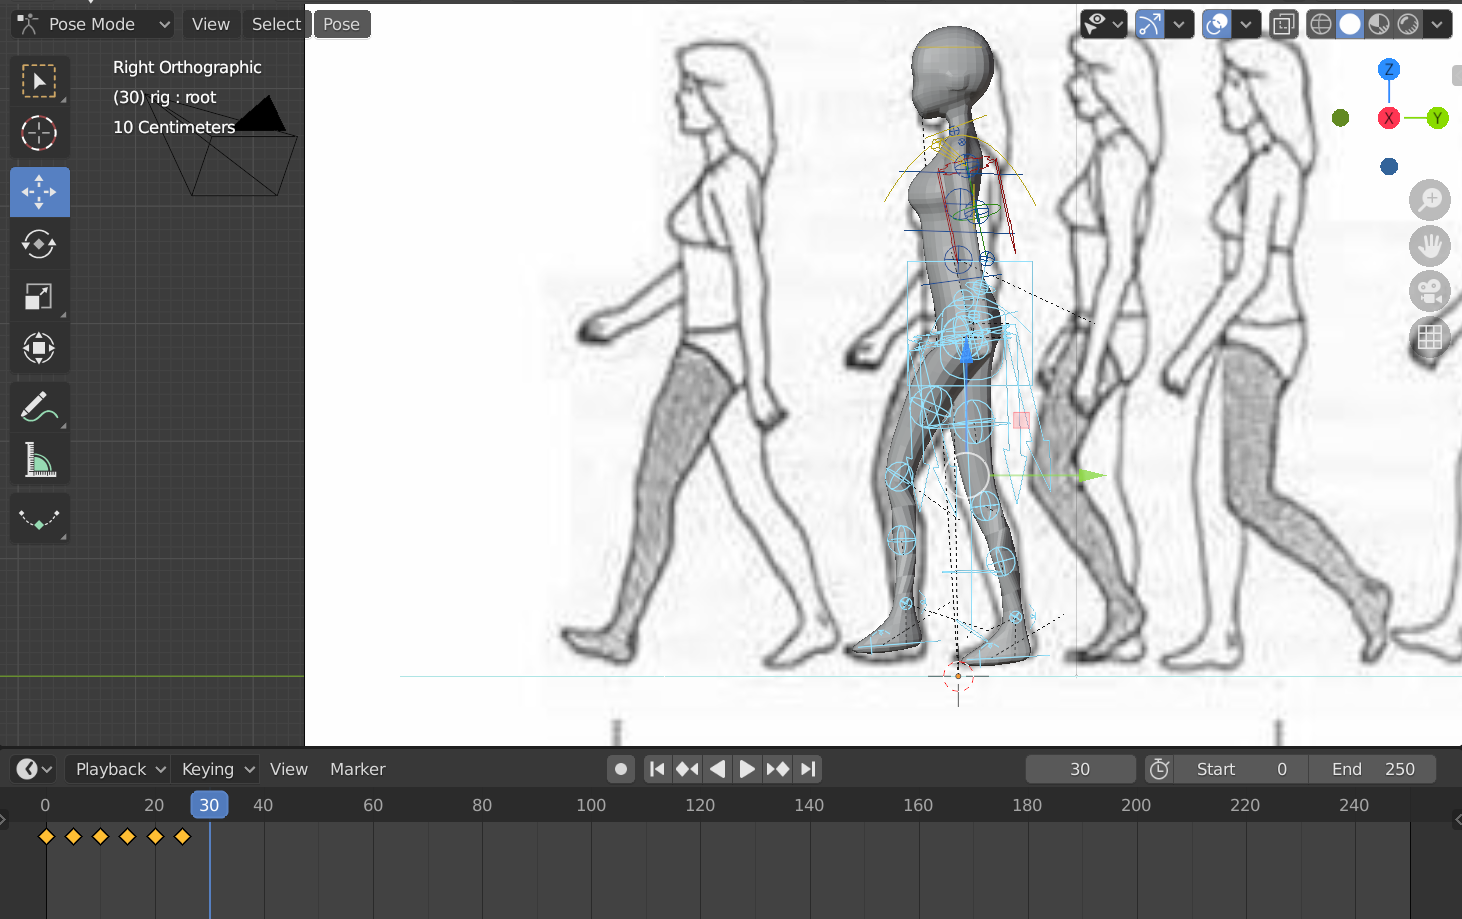 Pose Mode View Select Pose
Right Orthographic
(30) rig : root
10 Centimeters
Z
X Y
Playback Keying View Marker 30 Start 0 End 250
0 20 30 40 60 80 100 120 140 160 180 200 220 240